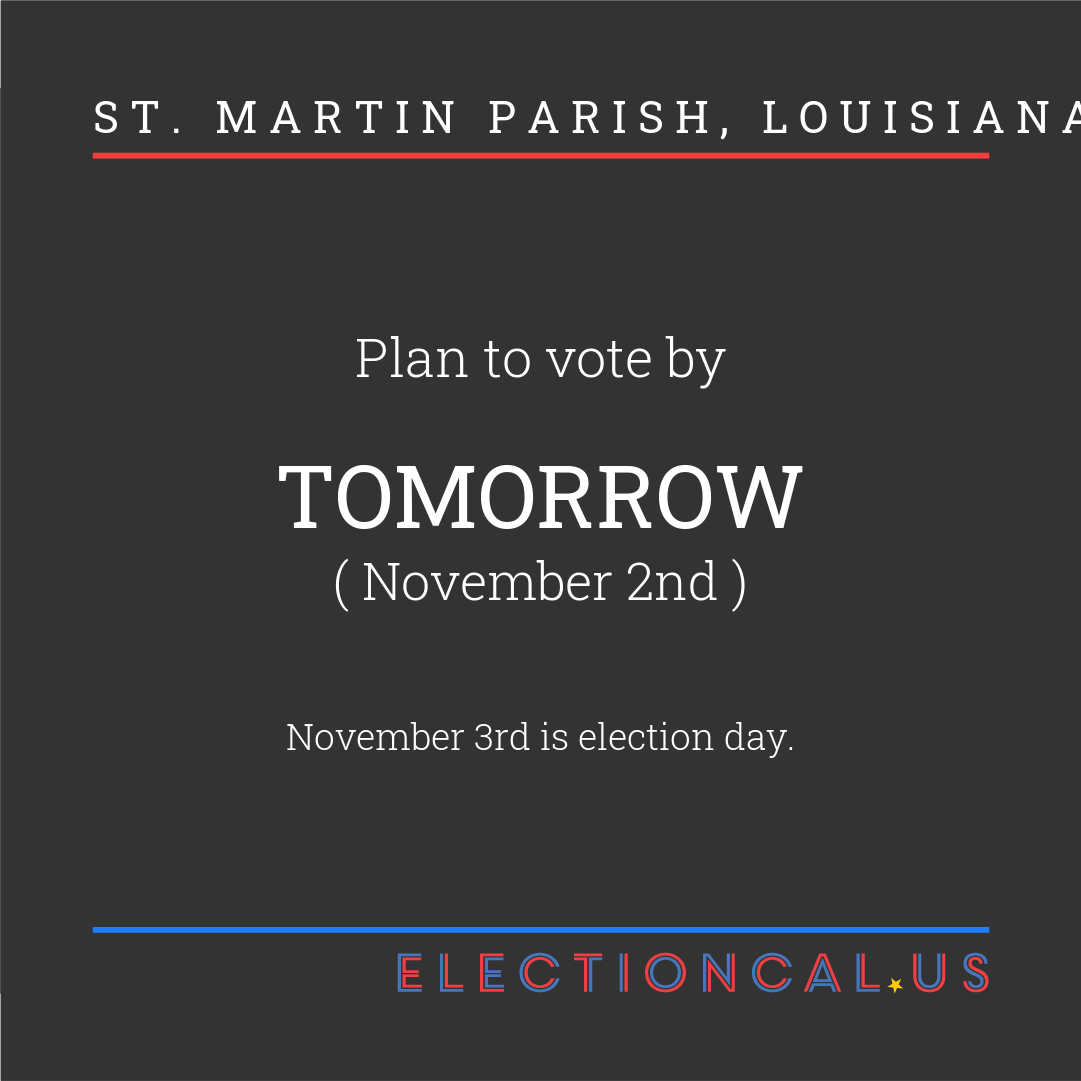 ST. MARTIN PARISH, LOUISIANA
Plan to vote by
TOMORROW
( November 2nd )
November 3rd is election day.
ELECTIONCAL.US